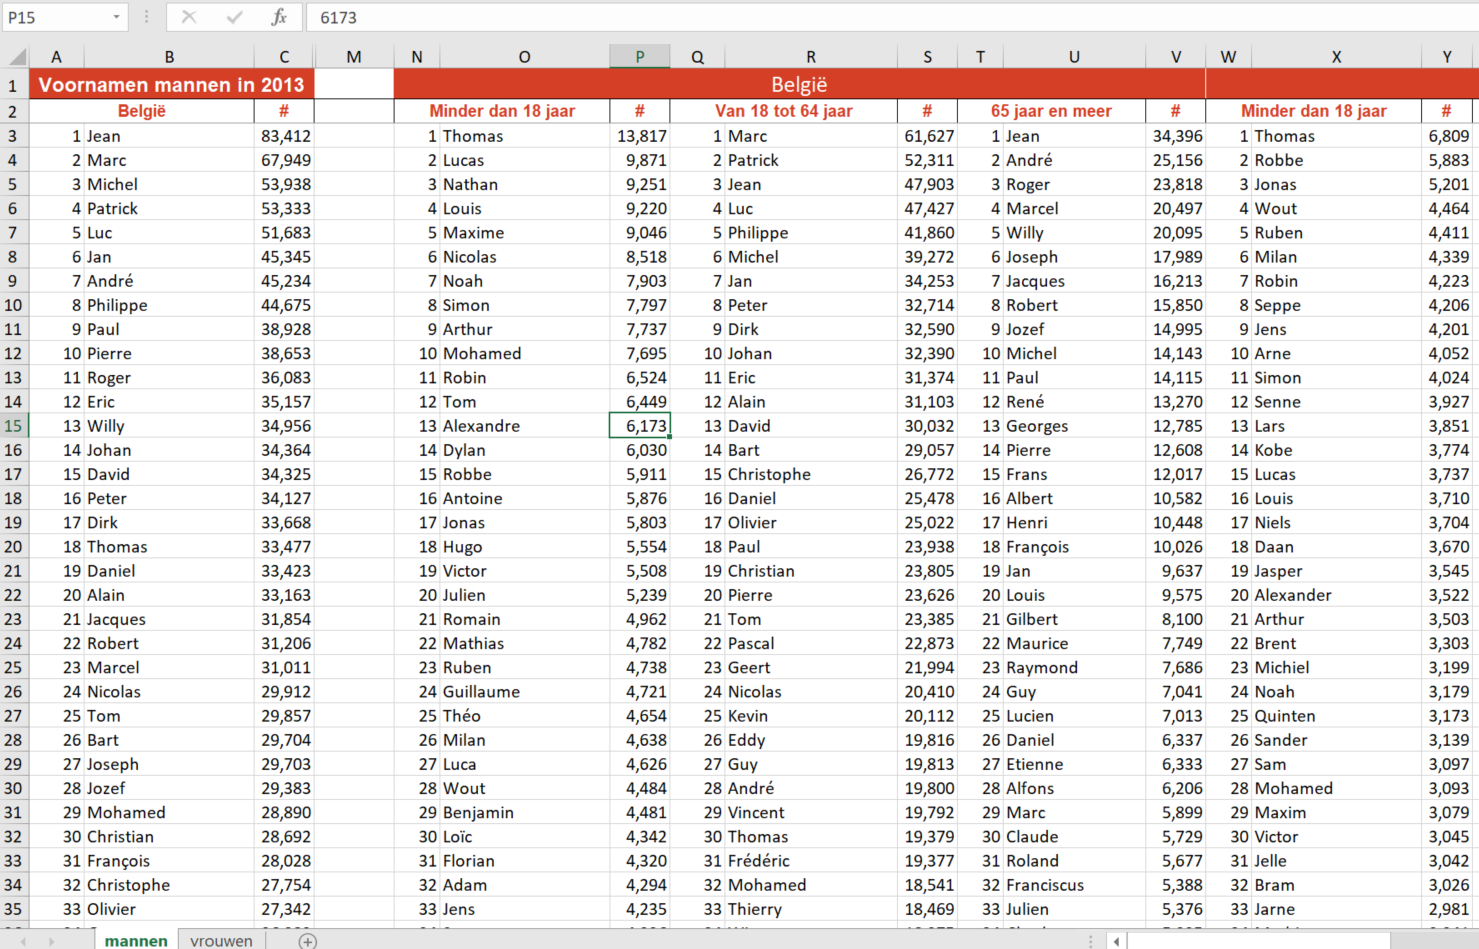 P15 fx 6173
A B C M N O P Q R S T U V W X Y
1 Voornamen mannen in 2013 België
2 België # Minder dan 18 jaar # Van 18 tot 64 jaar # 65 jaar en meer # Minder dan 18 jaar #
3 1 Jean 83,412 1 Thomas 13,817 1 Marc 61,627 1 Jean 34,396 1 Thomas 6,809
4 2 Marc 67,949 2 Lucas 9,871 2 Patrick 52,311 2 André 25,156 2 Robbe 5,883
5 3 Michel 53,938 3 Nathan 9,251 3 Jean 47,903 3 Roger 23,818 3 Jonas 5,201
6 4 Patrick 53,333 4 Louis 9,220 4 Luc 47,427 4 Marcel 20,497 4 Wout 4,464
7 5 Luc 51,683 5 Maxime 9,046 5 Philippe 41,860 5 Willy 20,095 5 Ruben 4,411
8 6 Jan 45,345 6 Nicolas 8,518 6 Michel 39,272 6 Joseph 17,989 6 Milan 4,339
9 7 André 45,234 7 Noah 7,903 7 Jan 34,253 7 Jacques 16,213 7 Robin 4,223
10 8 Philippe 44,675 8 Simon 7,797 8 Peter 32,714 8 Robert 15,850 8 Seppe 4,206
11 9 Paul 38,928 9 Arthur 7,737 9 Dirk 32,590 9 Jozef 14,995 9 Jens 4,201
12 10 Pierre 38,653 10 Mohamed 7,695 10 Johan 32,390 10 Michel 14,143 10 Arne 4,052
13 11 Roger 36,083 11 Robin 6,524 11 Eric 31,374 11 Paul 14,115 11 Simon 4,024
14 12 Eric 35,157 12 Tom 6,449 12 Alain 31,103 12 René 13,270 12 Senne 3,927
15 13 Willy 34,956 13 Alexandre 6,173 13 David 30,032 13 Georges 12,785 13 Lars 3,851
16 14 Johan 34,364 14 Dylan 6,030 14 Bart 29,057 14 Pierre 12,608 14 Kobe 3,774
17 15 David 34,325 15 Robbe 5,911 15 Christophe 26,772 15 Frans 12,017 15 Lucas 3,737
18 16 Peter 34,127 16 Antoine 5,876 16 Daniel 25,478 16 Albert 10,582 16 Louis 3,710
19 17 Dirk 33,668 17 Jonas 5,803 17 Olivier 25,022 17 Henri 10,448 17 Niels 3,704
20 18 Thomas 33,477 18 Hugo 5,554 18 Paul 23,938 18 François 10,026 18 Daan 3,670
21 19 Daniel 33,423 19 Victor 5,508 19 Christian 23,805 19 Jan 9,637 19 Jasper 3,545
22 20 Alain 33,163 20 Julien 5,239 20 Pierre 23,626 20 Louis 9,575 20 Alexander 3,522
23 21 Jacques 31,854 21 Romain 4,962 21 Tom 23,385 21 Gilbert 8,100 21 Arthur 3,503
24 22 Robert 31,206 22 Mathias 4,782 22 Pascal 22,873 22 Maurice 7,749 22 Brent 3,303
25 23 Marcel 31,011 23 Ruben 4,738 23 Geert 21,994 23 Raymond 7,686 23 Michiel 3,199
26 24 Nicolas 29,912 24 Guillaume 4,721 24 Nicolas 20,410 24 Guy 7,041 24 Noah 3,179
27 25 Tom 29,857 25 Théo 4,654 25 Kevin 20,112 25 Lucien 7,013 25 Quinten 3,173
28 26 Bart 29,704 26 Milan 4,638 26 Eddy 19,816 26 Daniel 6,337 26 Sander 3,139
29 27 Joseph 29,703 27 Luca 4,626 27 Guy 19,813 27 Etienne 6,333 27 Sam 3,097
30 28 Jozef 29,383 28 Wout 4,484 28 André 19,800 28 Alfons 6,206 28 Mohamed 3,093
31 29 Mohamed 28,890 29 Benjamin 4,481 29 Vincent 19,792 29 Marc 5,899 29 Maxim 3,079
32 30 Christian 28,692 30 Loïc 4,342 30 Thomas 19,379 30 Claude 5,729 30 Victor 3,045
33 31 François 28,028 31 Florian 4,320 31 Frédéric 19,377 31 Roland 5,677 31 Jelle 3,042
34 32 Christophe 27,754 32 Adam 4,294 32 Mohamed 18,541 32 Franciscus 5,388 32 Bram 3,026
35 33 Olivier 27,342 33 Jens 4,235 33 Thierry 18,469 33 Julien 5,376 33 Jarne 2,981
mannen vrouwen